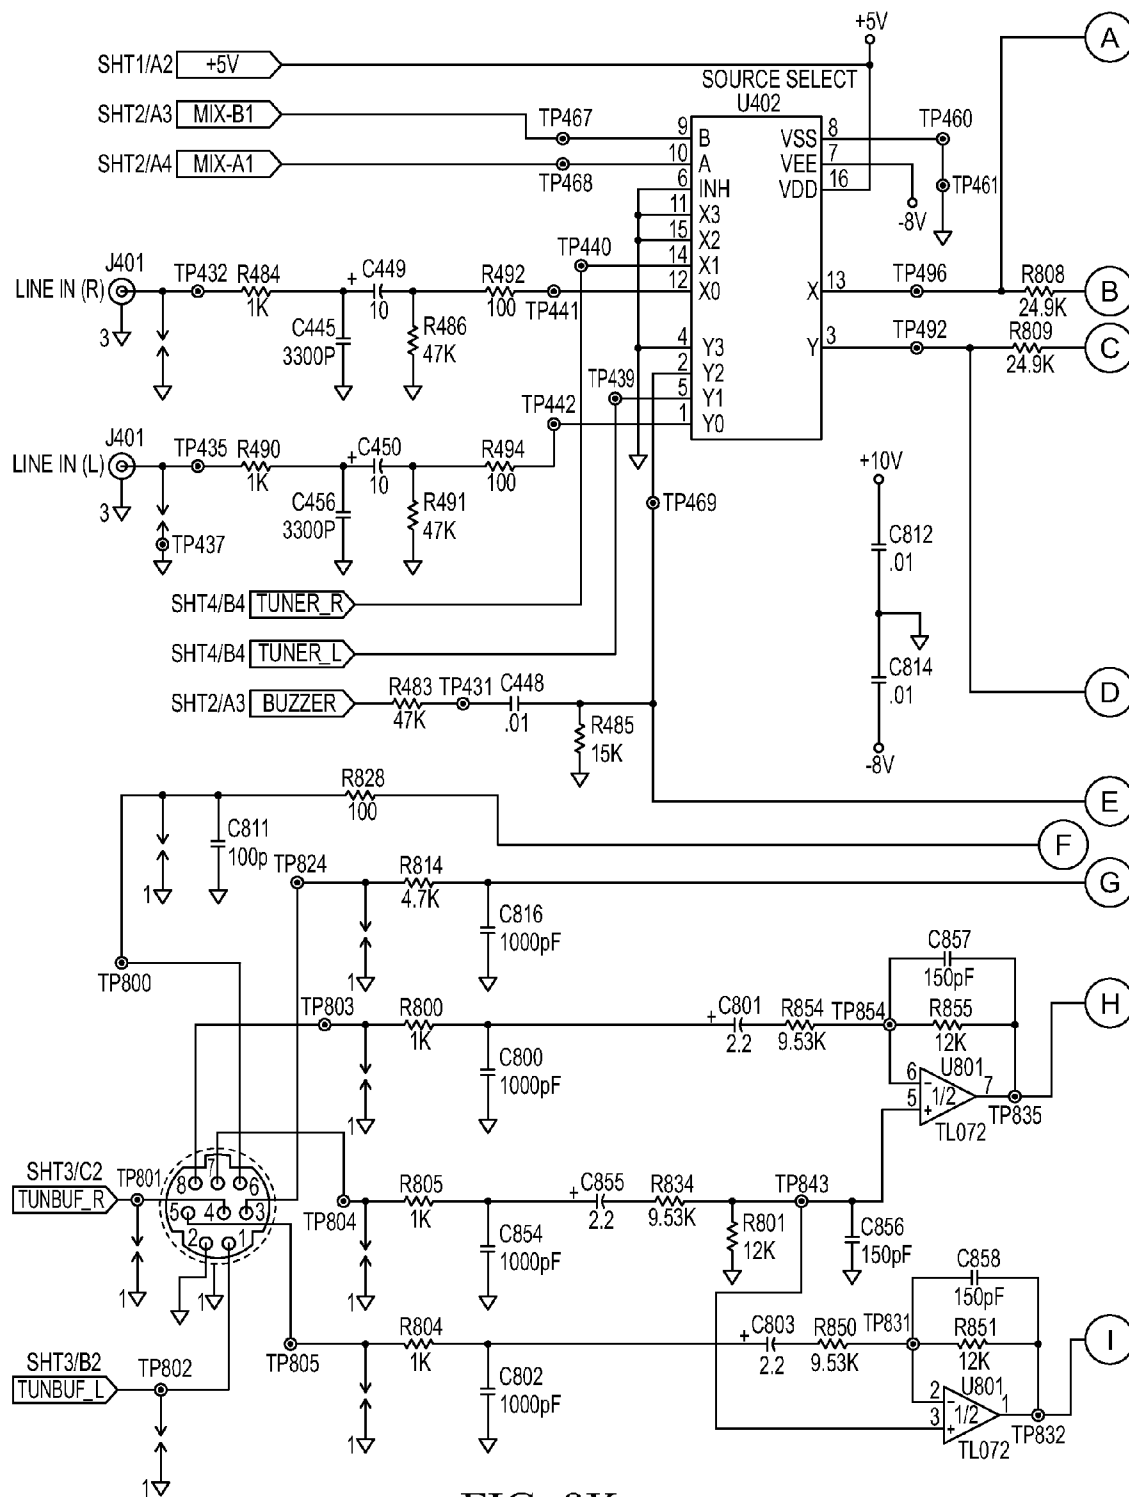 +5V
A
SHT1/A2 +5V
SOURCE SELECT
U402
SHT2/A3 MIX-B1
TP467
TP460
9 B VSS 8
SHT2/A4 MIX-A1
10 A VEE 7
TP468
6 INH VDD 16
TP461
-8V
11 X3
15 X2
TP440
14 X1
J401
TP432
R484
C449
R492
12 X0 X 13
TP496
R808
B
LINE IN (R)
+
1K
10
100
TP441
24.9K
3
C445
3300P
R486
47K
4 Y3 Y 3
TP492
R809
C
24.9K
2 Y2
TP439
5 Y1
TP442
1 Y0
J401
TP435
R490
C450
R494
+10V
LINE IN (L)
+
1K
10
100
3
C456
3300P
R491
47K
TP469
TP437
C812
.01
SHT4/B4 TUNER_R
SHT4/B4 TUNER_L
C814
.01
SHT2/A3 BUZZER
R483
TP431
C448
D
47K
.01
R485
15K
-8V
R828
100
E
C811
100p
F
TP824
R814
G
1
4.7K
C816
1000pF
C857
150pF
TP800
1
TP803
R800
+
C801
R854
TP854
R855
H
1K
2.2
9.53K
12K
C800
1000pF
6 − U801 7
5 + 1/2
TP835
1
TL072
SHT3/C2
TP801
8 7 6
TUNBUF_R
R805
+
C855
R834
TP843
5 4 3
TP804
1K
2.2
9.53K
2 1
C854
1000pF
R801
12K
C856
150pF
C858
150pF
1
1
1
R804
+
C803
R850
TP831
R851
I
SHT3/B2
TP802
TP805
1K
2.2
9.53K
12K
TUNBUF_L
C802
1000pF
2 − U801 1
3 + 1/2
TP832
1
TL072
1
FIG. 8K